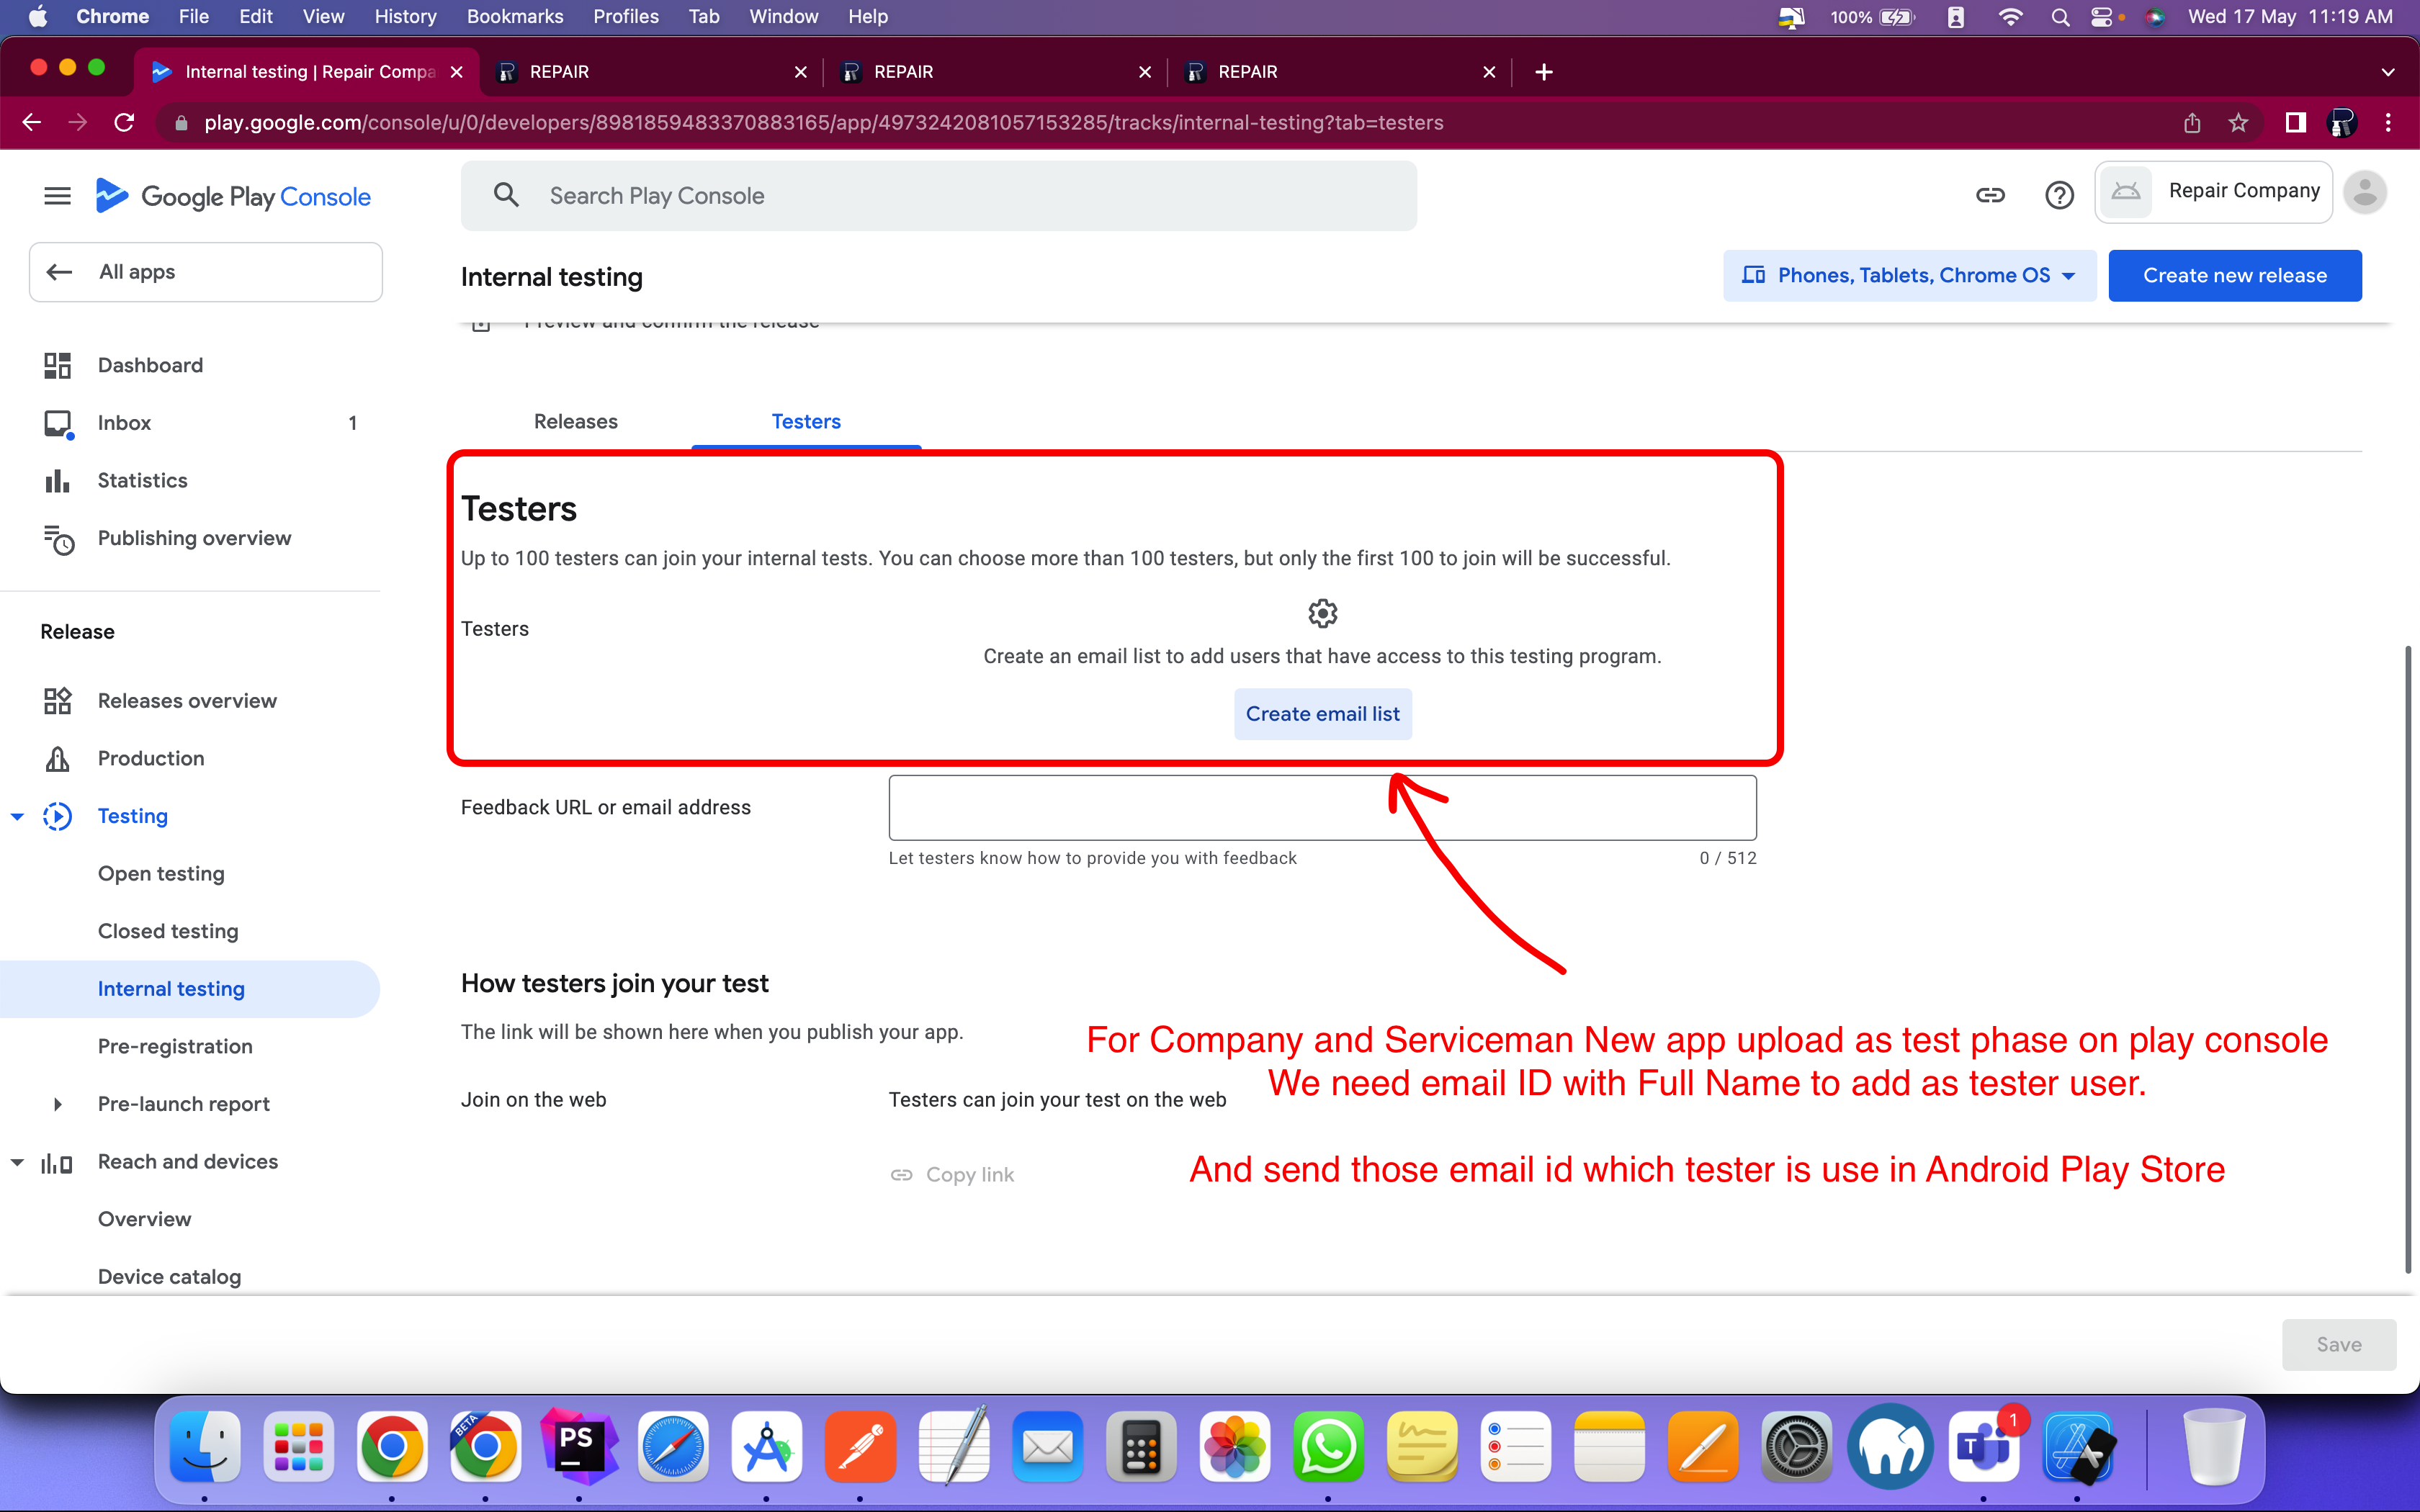 Chrome File Edit View History Bookmarks Profiles Tab Window Help 100% Wed 17 May 11:19 AM
Internal testing | Repair Compa REPAIR REPAIR REPAIR
play.google.com/console/u/0/developers/8981859483370883165/app/4973242081057153285/tracks/internal-testing?tab=testers
Google Play Console
Search Play Console
Repair Company
All apps
Internal testing
Phones, Tablets, Chrome OS
Create new release
Preview and confirm the release
Dashboard
Inbox 1
Statistics
Publishing overview
Release
Releases overview
Production
Testing
Open testing
Closed testing
Internal testing
Pre-registration
Pre-launch report
Reach and devices
Overview
Device catalog
Releases Testers
Testers
Up to 100 testers can join your internal tests. You can choose more than 100 testers, but only the first 100 to join will be successful.
Testers
Create an email list to add users that have access to this testing program.
Create email list
Feedback URL or email address
Let testers know how to provide you with feedback 0 / 512
How testers join your test
The link will be shown here when you publish your app.
Join on the web
Testers can join your test on the web
Copy link
For Company and Serviceman New app upload as test phase on play console
We need email ID with Full Name to add as tester user.
And send those email id which tester is use in Android Play Store
Save
BETA
PS
T
1